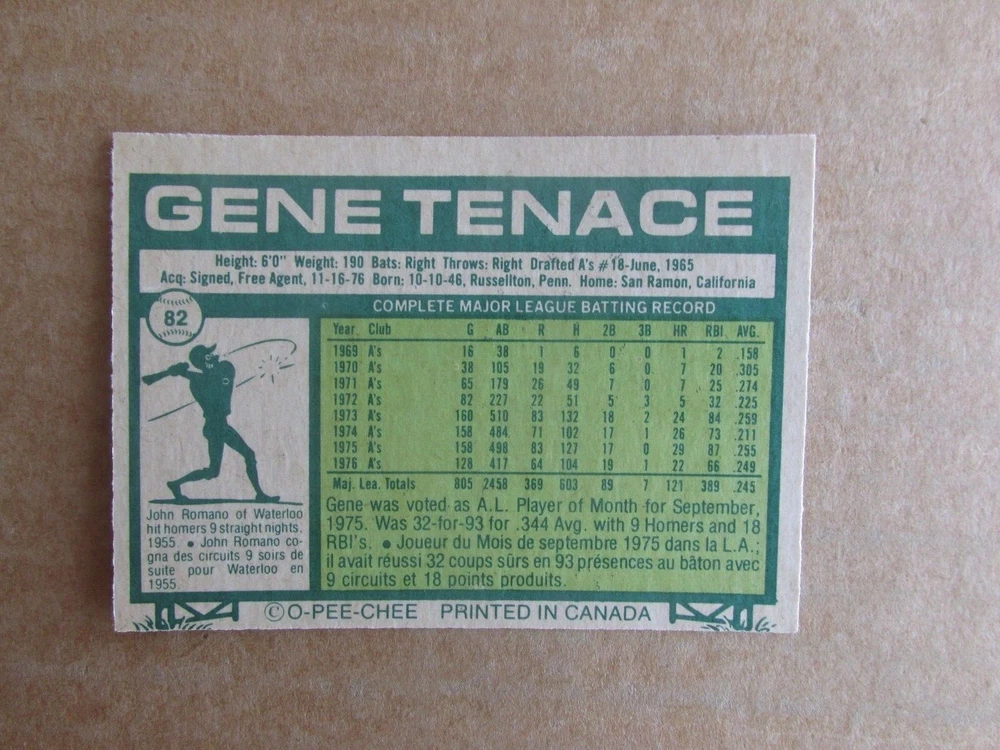 GENE TENACE
Height: 6'0" Weight: 190 Bats: Right Throws: Right Drafted A's #18-June, 1965
Acq: Signed, Free Agent, 11-16-76 Born: 10-10-46, Russellton, Penn. Home: San Ramon, California
82
COMPLETE MAJOR LEAGUE BATTING RECORD
Year Club G AB R H 2B 3B HR RBI AVG.
1969 A's 16 38 1 6 0 0 1 2 .158
1970 A's 38 105 19 32 6 0 7 20 .305
1971 A's 65 179 26 49 7 0 7 25 .274
1972 A's 82 227 22 51 5 3 5 32 .225
1973 A's 160 510 83 132 18 2 24 84 .259
1974 A's 158 484 71 102 17 1 26 73 .211
1975 A's 158 498 83 127 17 0 29 87 .255
1976 A's 128 417 64 104 19 1 22 66 .249
Maj. Lea. Totals 805 2458 369 603 89 7 121 389 .245
Gene was voted as A.L. Player of Month for September,
1975. Was 32-for-93 for .344 Avg. with 9 Homers and 18
RBI's. ● Joueur du Mois de septembre 1975 dans la L.A.;
il avait réussi 32 coups sûrs en 93 présences au bâton avec
9 circuits et 18 points produits.
John Romano of Waterloo
hit homers 9 straight nights,
1955 ● John Romano co-
gna des circuits 9 soirs de
suite pour Waterloo en
1955.
© O-PEE-CHEE PRINTED IN CANADA